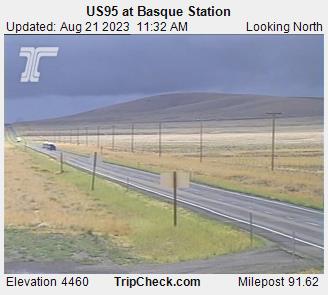 US95 at Basque Station
Updated: Aug 21 2023 11:32 AM Looking North
Elevation 4460 TripCheck.com Milepost 91.62